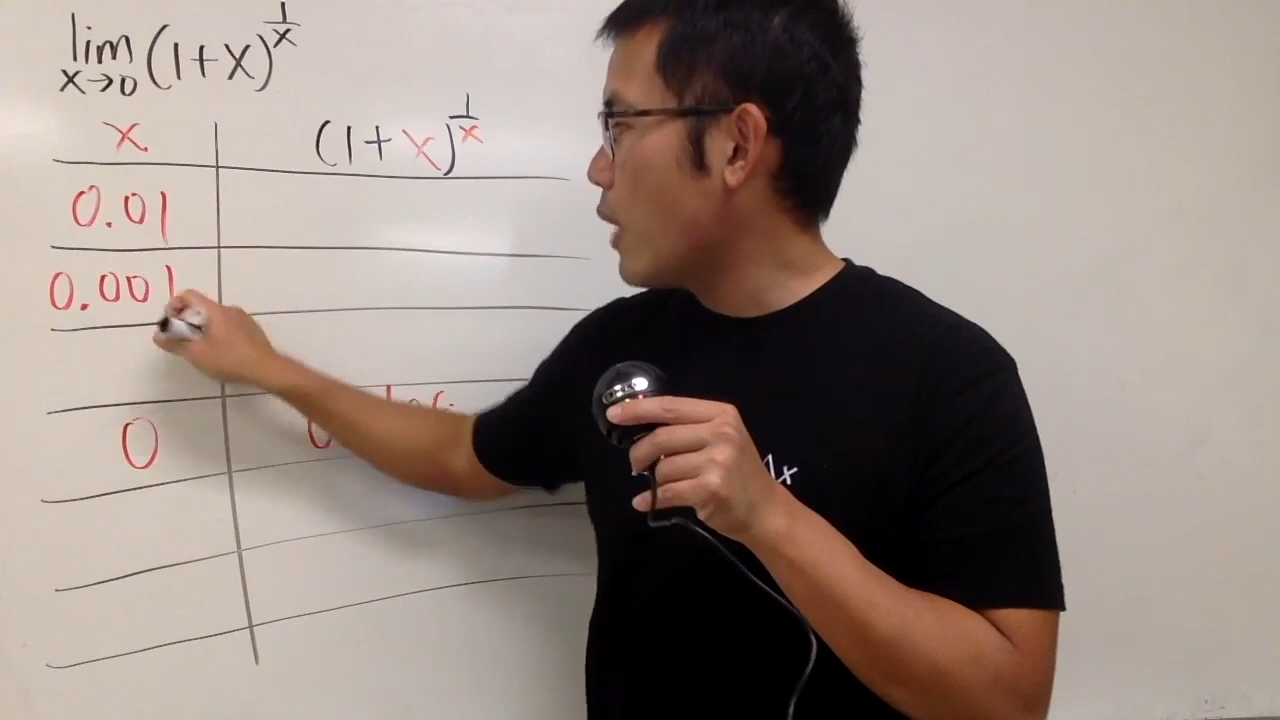 lim x→0 (1+x)^(1/x)
x (1+x)^(1/x)
0.01
0.001
0